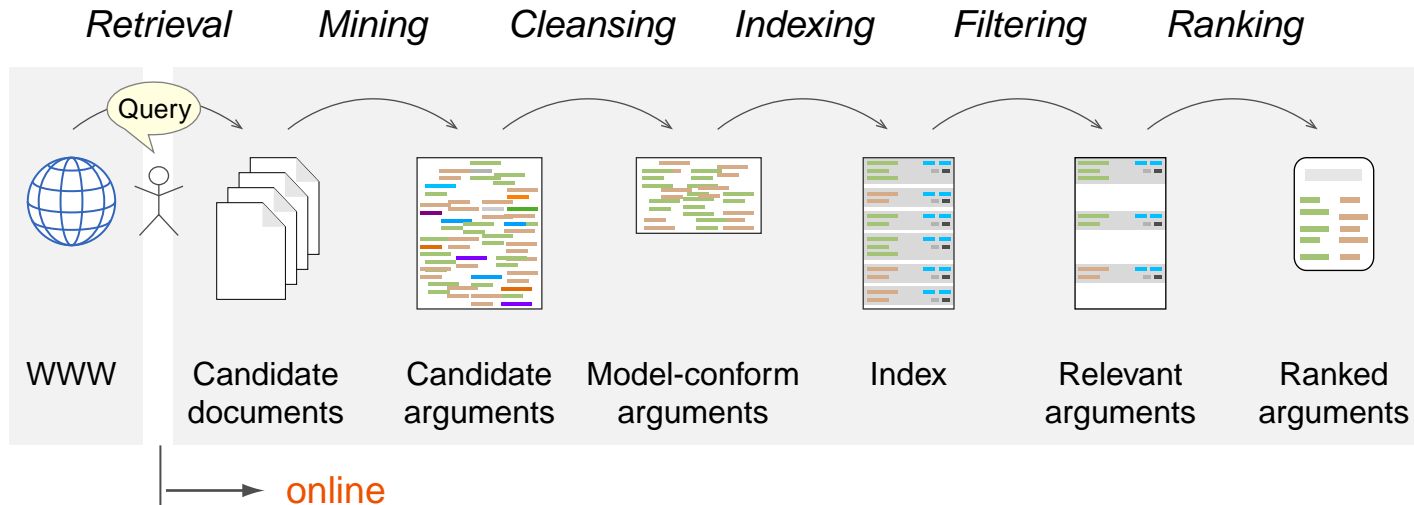 Retrieval Mining Cleansing Indexing Filtering Ranking
Query
WWW Candidate Candidate Model-conform Index Relevant Ranked
documents arguments arguments arguments arguments
online